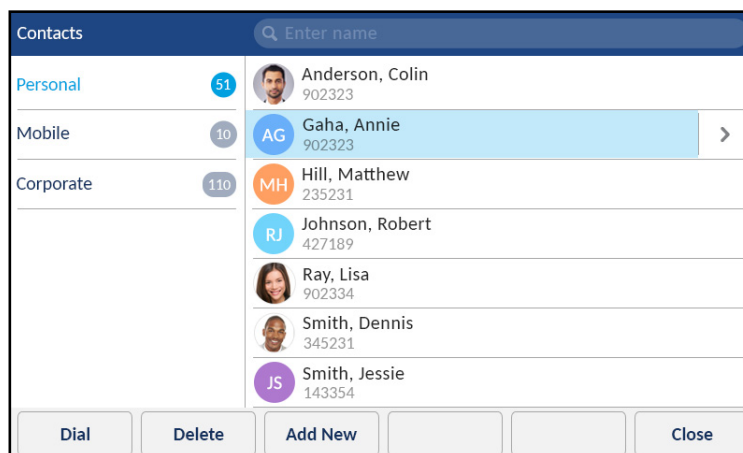 Contacts
Enter name
Personal 51
Mobile 10
Corporate 110
Anderson, Colin
902323
AG Gaha, Annie
902323
MH Hill, Matthew
235231
RJ Johnson, Robert
427189
Ray, Lisa
902334
Smith, Dennis
345231
JS Smith, Jessie
143354
Dial Delete Add New Close